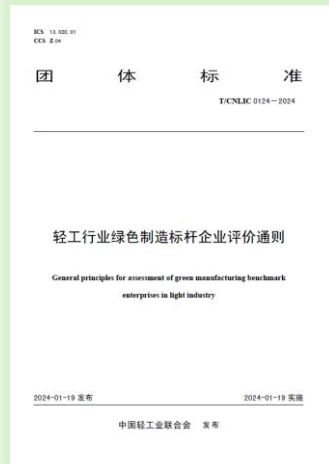 ICS 13.030.01
CCS Z 04
团体标准
T/CNLIC 0124—2024
轻工行业绿色制造标杆企业评价通则
General principles for assessment of green manufacturing benchmark
enterprises in light industry
2024-01-19 发布 2024-01-19 实施
中国轻工业联合会 发布